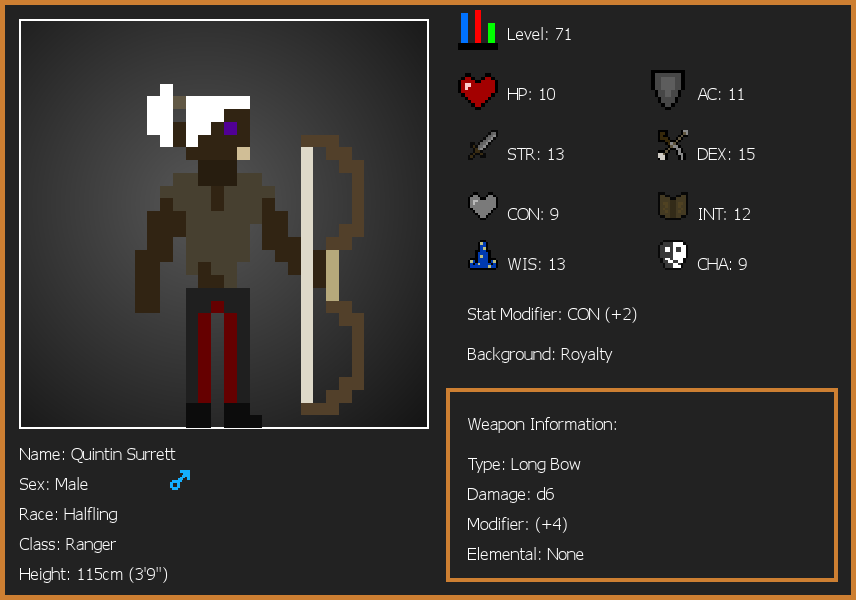 Level: 71
HP: 10
AC: 11
STR: 13
DEX: 15
CON: 9
INT: 12
WIS: 13
CHA: 9
Stat Modifier: CON (+2)
Background: Royalty
Weapon Information:
Type: Long Bow
Damage: d6
Modifier: (+4)
Elemental: None
Name: Quintin Surrett
Sex: Male
Race: Halfling
Class: Ranger
Height: 115cm (3'9")